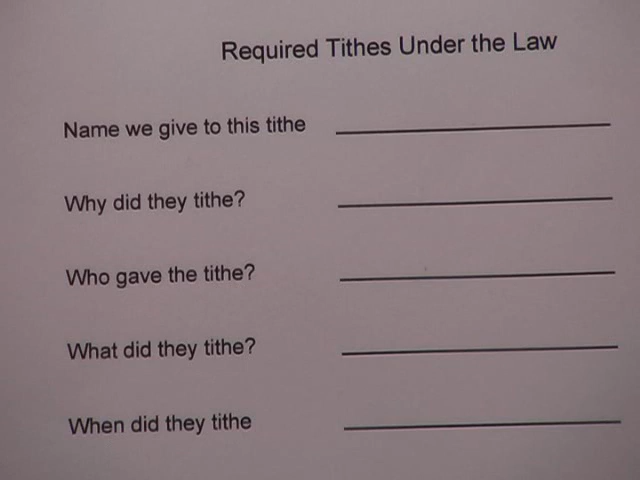 Required Tithes Under the Law
Name we give to this tithe
Why did they tithe?
Who gave the tithe?
What did they tithe?
When did they tithe